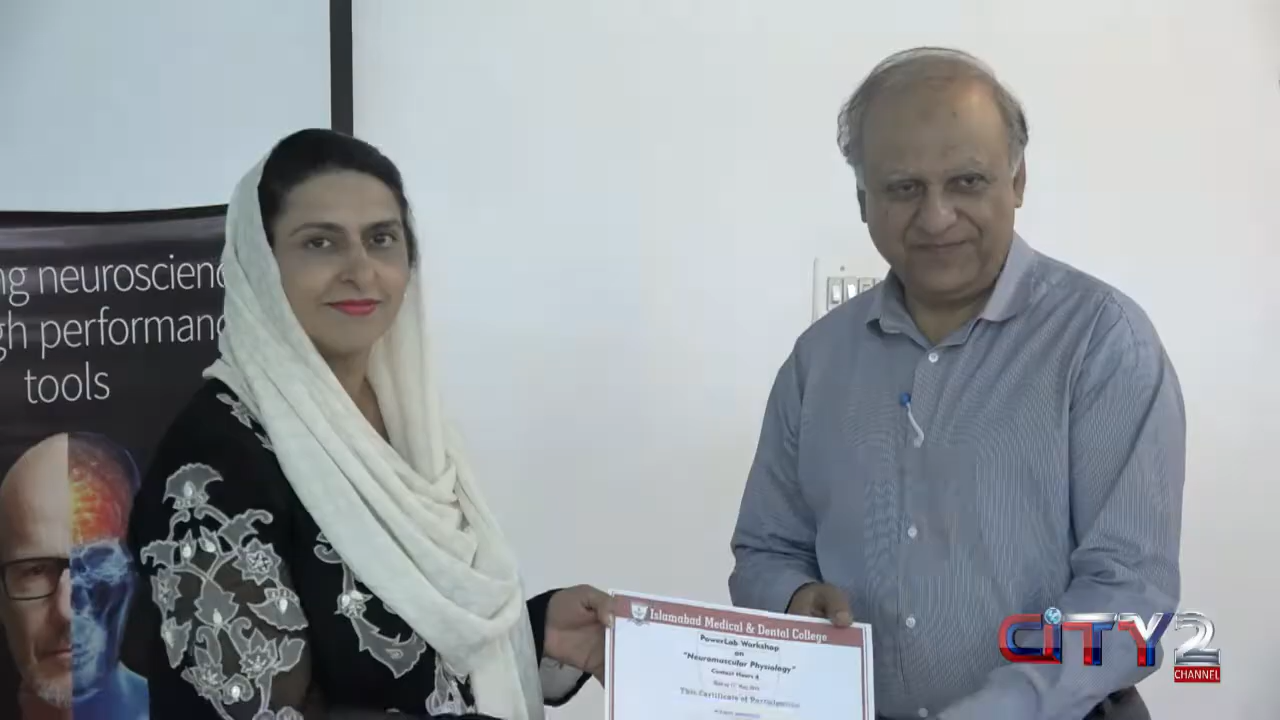 ng neuroscienc
gh performanc
tools
Islamabad Medical & Dental College
PowerLab Workshop
on
"Neuromuscular Physiology"
Contact Hours 6
This Certificate of Participation
CiTY2
CHANNEL